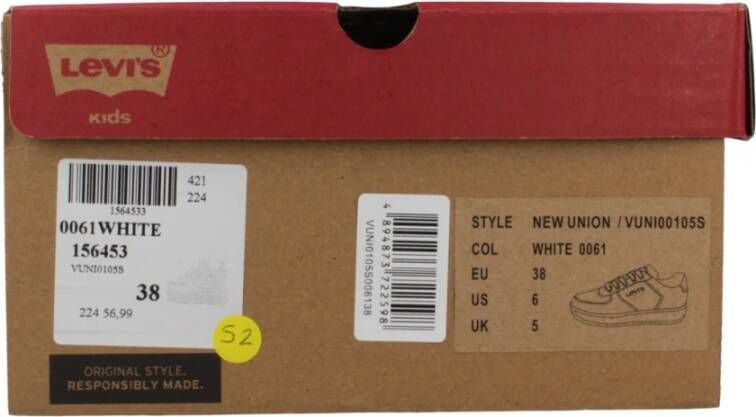 Levi's®
Kids
421
224
1564533
0061WHITE
156453
VUNI0105S
38
224 56,99
S2
ORIGINAL STYLE.
RESPONSIBLY MADE.
VUNI0105S006138
4 894873 722598
STYLE NEW UNION / VUNI00105S
COL WHITE 0061
EU 38
US 6
UK 5
LEVI'S